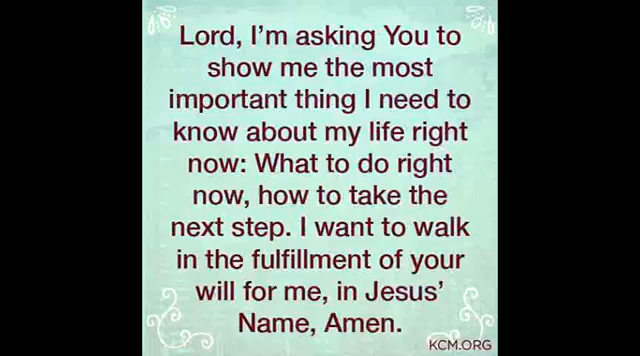 Lord, I'm asking You to
show me the most
important thing I need to
know about my life right
now: What to do right
now, how to take the
next step. I want to walk
in the fulfillment of your
will for me, in Jesus'
Name, Amen.
KCM.ORG